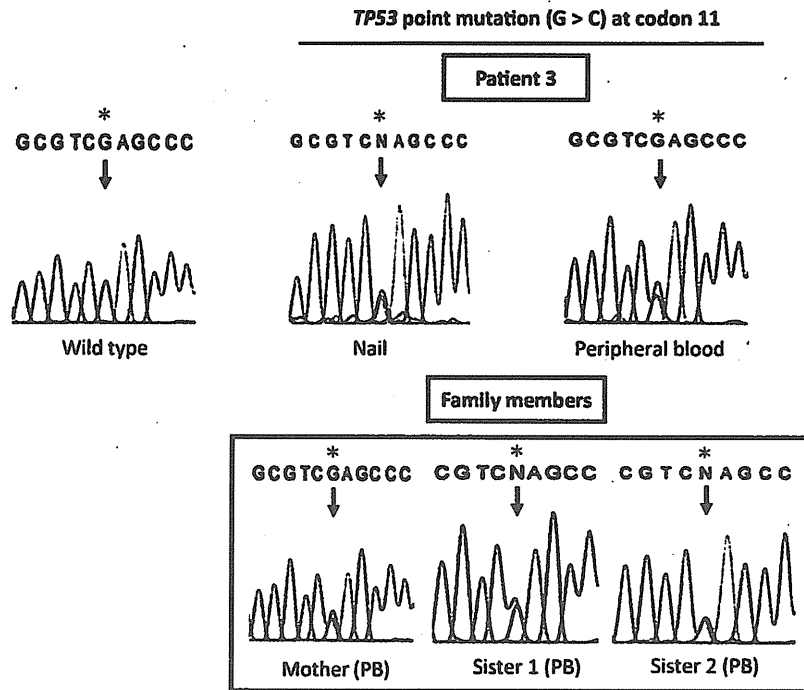 TP53 point mutation (G > C) at codon 11
Patient 3
* * *
GCGTCGAGCCC GCGTCNAGCCC GCGTCGAGCCC
Wild type Nail Peripheral blood
Family members
* * *
GCGTCGAGCCC CGTCNAGCC CGTCNAGCC
Mother (PB) Sister 1 (PB) Sister 2 (PB)